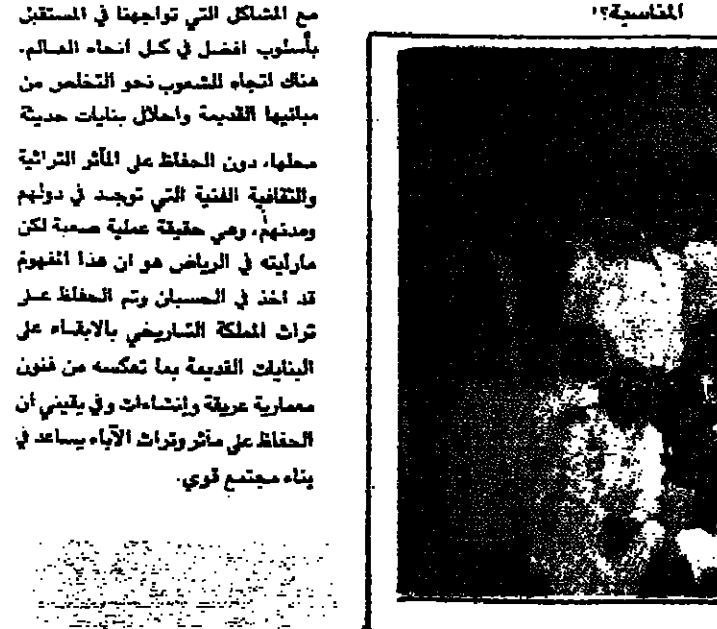 المنافسة؟!
مع المشاكل التي تواجهنا في المستقبل
بأسلوب افضل في كل انحاء العالم.
هناك اتجاه للشعوب نحو التخلص من
مبانيها القديمة واحلال بنايات حديثة
محلها، دون الحفاظ على المآثر التراثية
والثقافية الفنية التي توجد في دولهم
ومدنهم، وهي حقيقة عملية صعبة لكن
مارأيته في الرياض هو ان هذا المفهوم
قد اخذ في الحسبان وتم الحفاظ على
تراث المملكة التاريخي بالابقاء على
البنايات القديمة بما تعكسه من فنون
معمارية عريقة وإنشاءات وفي يقيني أن
الحفاظ على مآثر وتراث الآباء يساعد في
بناء مجتمع قوي.